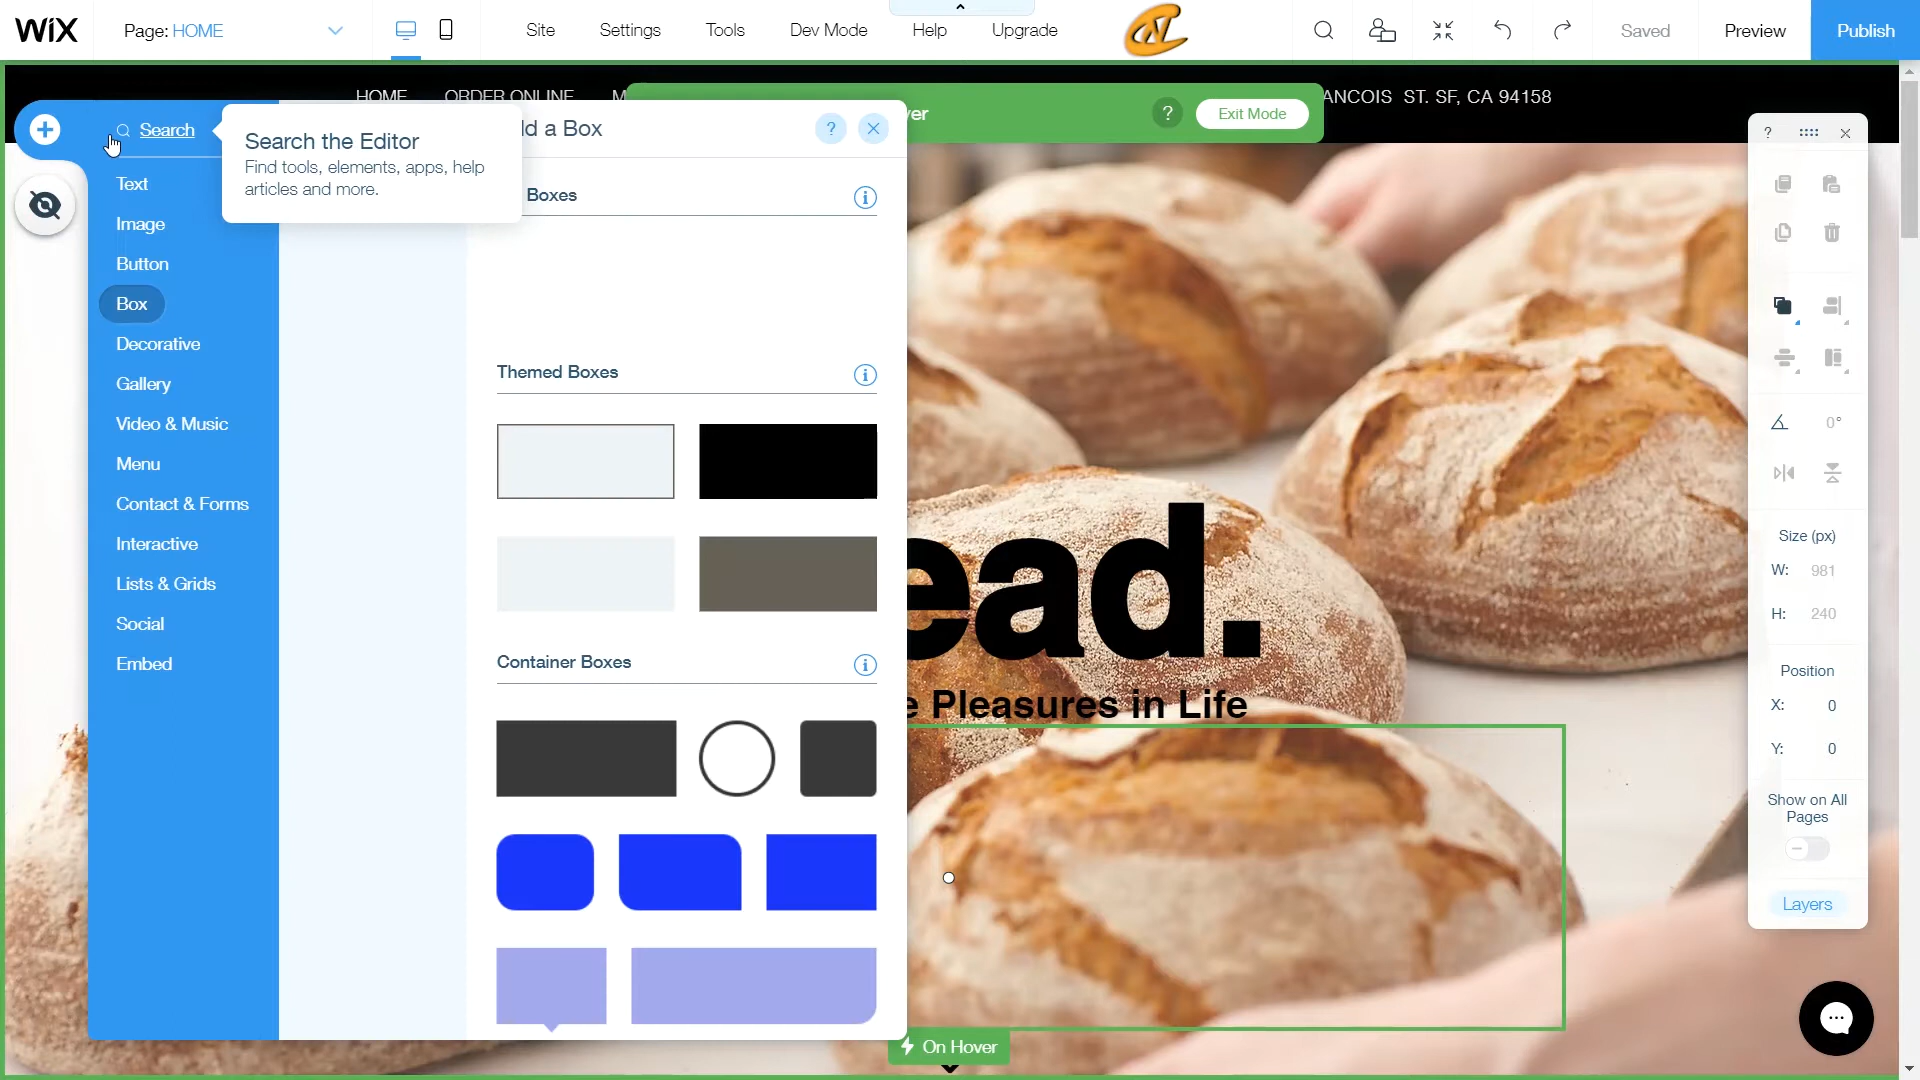 WiX
Page: HOME
Site
Settings
Tools
Dev Mode
Help
Upgrade
Saved
Preview
Publish
HOME
ORDER ONLINE
ST. SF, CA 94158
?
Exit Mode
Search
Search the Editor
Find tools, elements, apps, help
articles and more.
a Box
?
Text
Image
Button
Box
Decorative
Gallery
Video & Music
Menu
Contact & Forms
Interactive
Lists & Grids
Social
Embed
Boxes
Themed Boxes
Container Boxes
ead.
e Pleasures in Life
On Hover
?
0°
Size (px)
W: 981
H: 240
Position
X: 0
Y: 0
Show on All
Pages
Layers